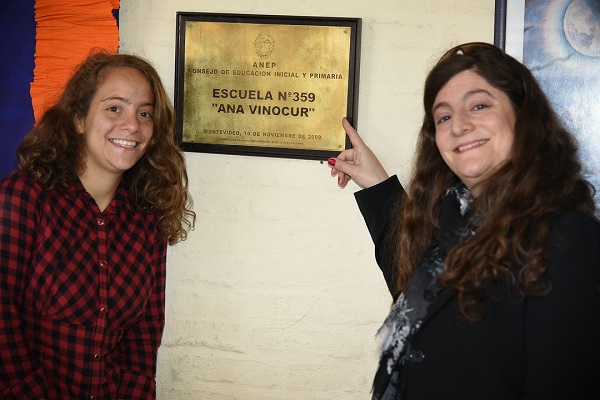 ANEP
CONSEJO DE EDUCACIÓN INICIAL Y PRIMARIA
ESCUELA N°359
"ANA VINOCUR"
MONTEVIDEO, 10 DE NOVIEMBRE DE 2009